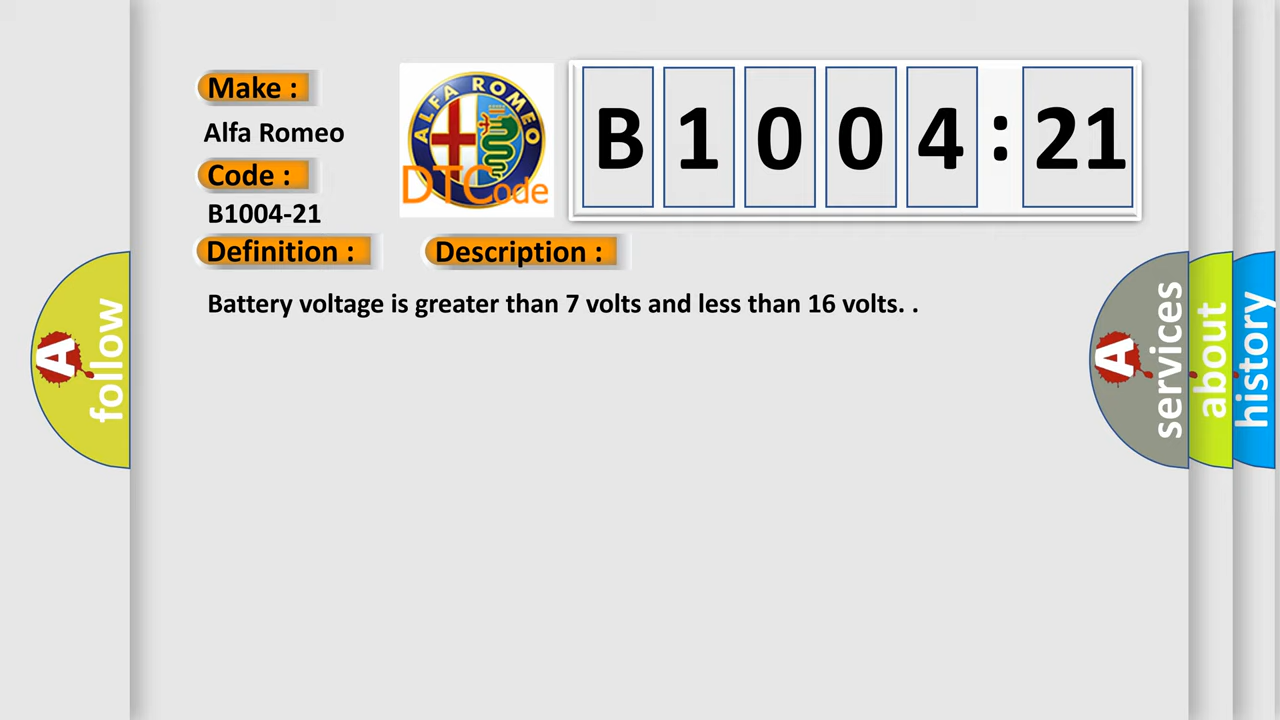 Make :
Alfa Romeo
Code :
B1004-21
ALFA ROMEO
DTCode
B 1 0 0 4 : 21
Definition :
Description :
Battery voltage is greater than 7 volts and less than 16 volts. .
A follow
A services
about
history